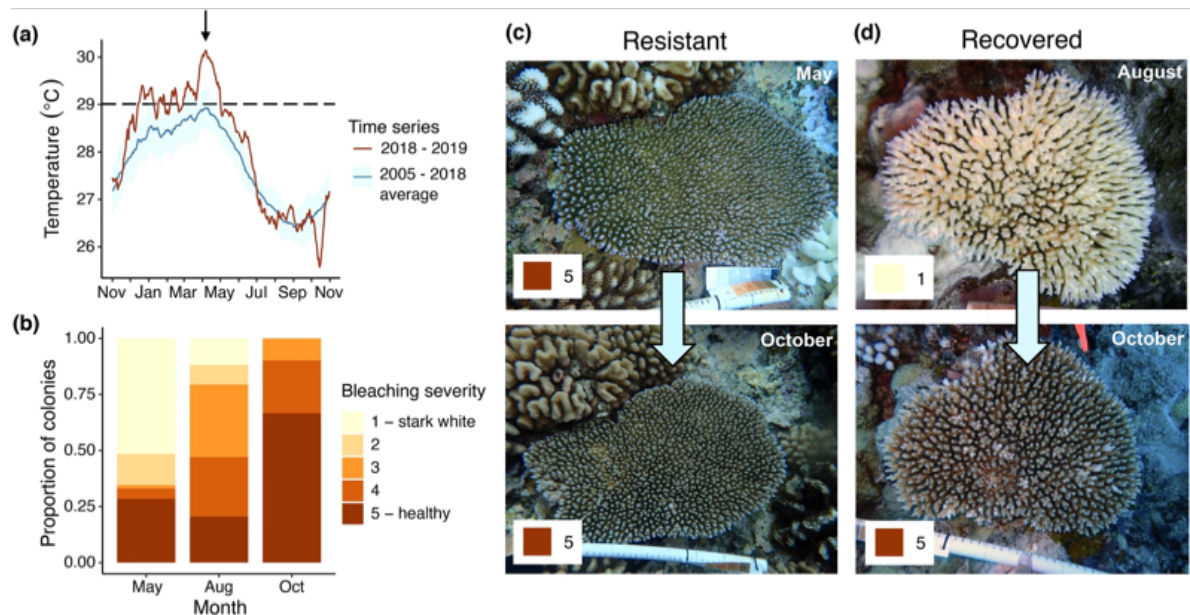 (a)
30
29
28
27
26
Temperature (°C)
Nov Jan Mar May Jul Sep Nov
Time series
2018 - 2019
2005 - 2018
average
(b)
1.00
0.75
0.50
0.25
0.00
Proportion of colonies
May Aug Oct
Month
Bleaching severity
1 – stark white
2
3
4
5 – healthy
(c)
Resistant
May
5
October
5
(d)
Recovered
August
1
October
5